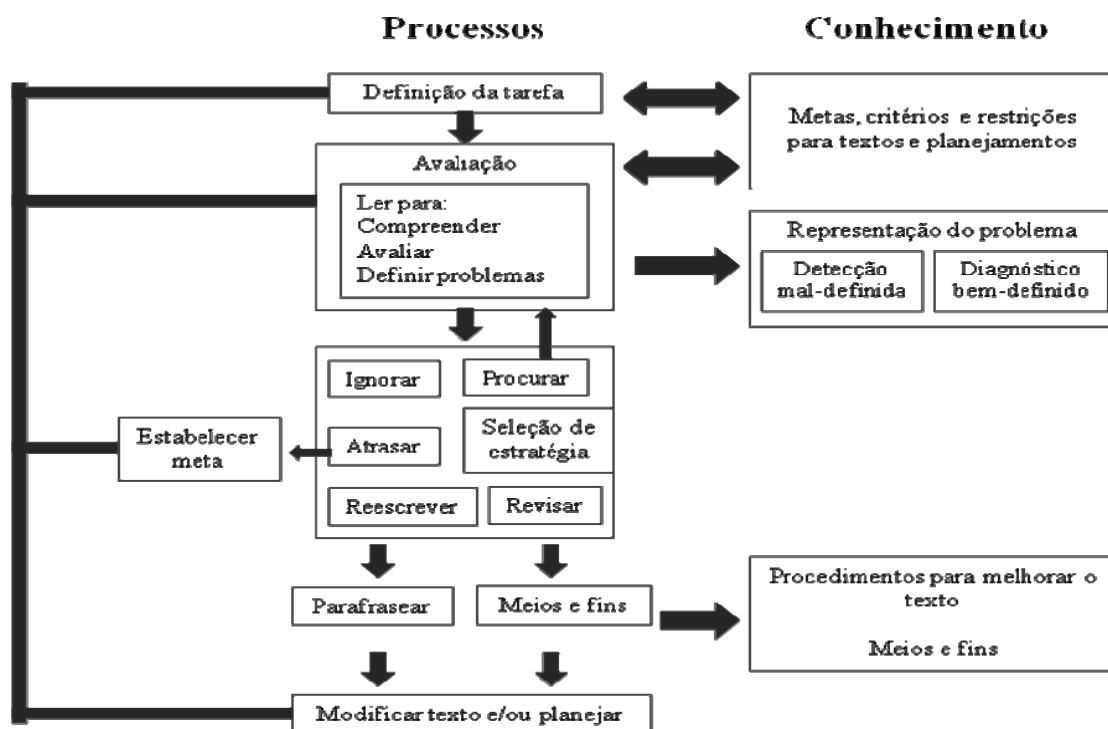 Processos
Conhecimento
Definição da tarefa
Metas, critérios e restrições
para textos e planejamentos
Avaliação
Ler para:
Compreender
Avaliar
Definir problemas
Representação do problema
Detecção
mal-definida
Diagnóstico
bem-definido
Ignorar
Procurar
Estabelecer
meta
Atrasar
Seleção de
estratégia
Reescrever
Revisar
Parafrasear
Meios e fins
Procedimentos para melhorar o
texto
Meios e fins
Modificar texto e/ou planejar